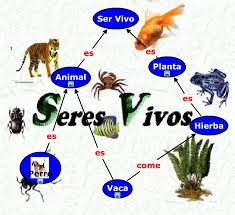 Ser Vivo
es
es
Planta
Animal
es
Seres Vivos
Hierba
es
es
come
Perro
Vaca